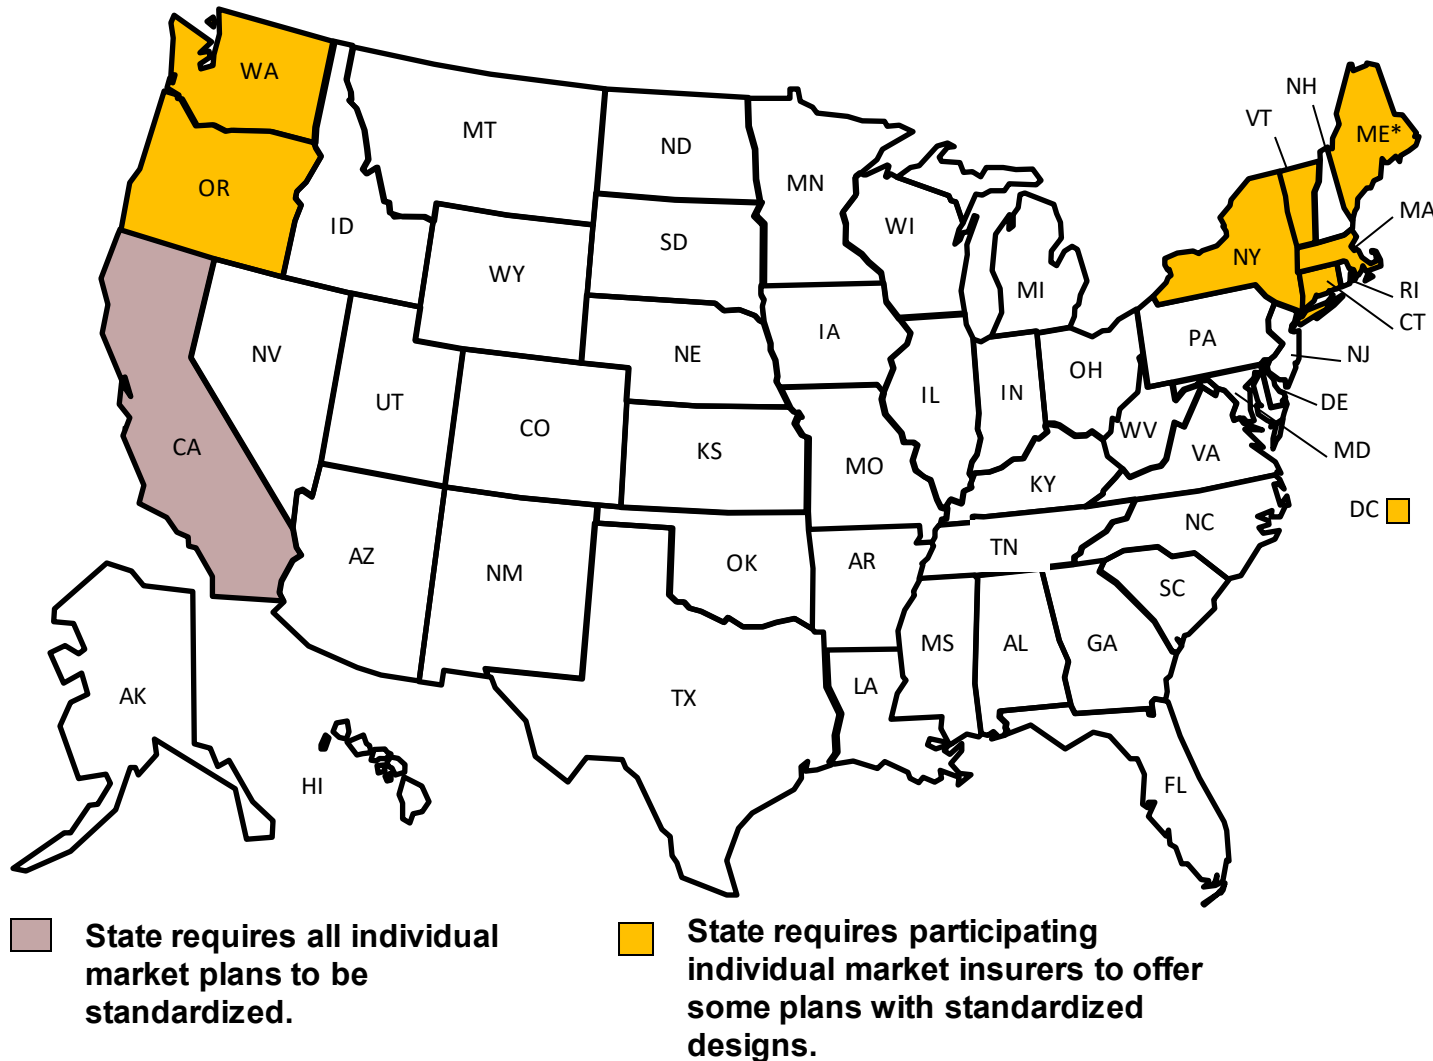 WA
MT
ND
MN
OR
ID
WY
SD
WI
MI
NH
VT
ME*
MA
NY
RI
CT
NJ
PA
DE
MD
DC
NV
UT
CO
NE
IA
IL
IN
OH
WV
VA
CA
KS
MO
KY
NC
AZ
NM
OK
AR
TN
SC
MS
AL
GA
AK
HI
TX
LA
FL
State requires all individual
market plans to be
standardized.
State requires participating
individual market insurers to offer
some plans with standardized
designs.